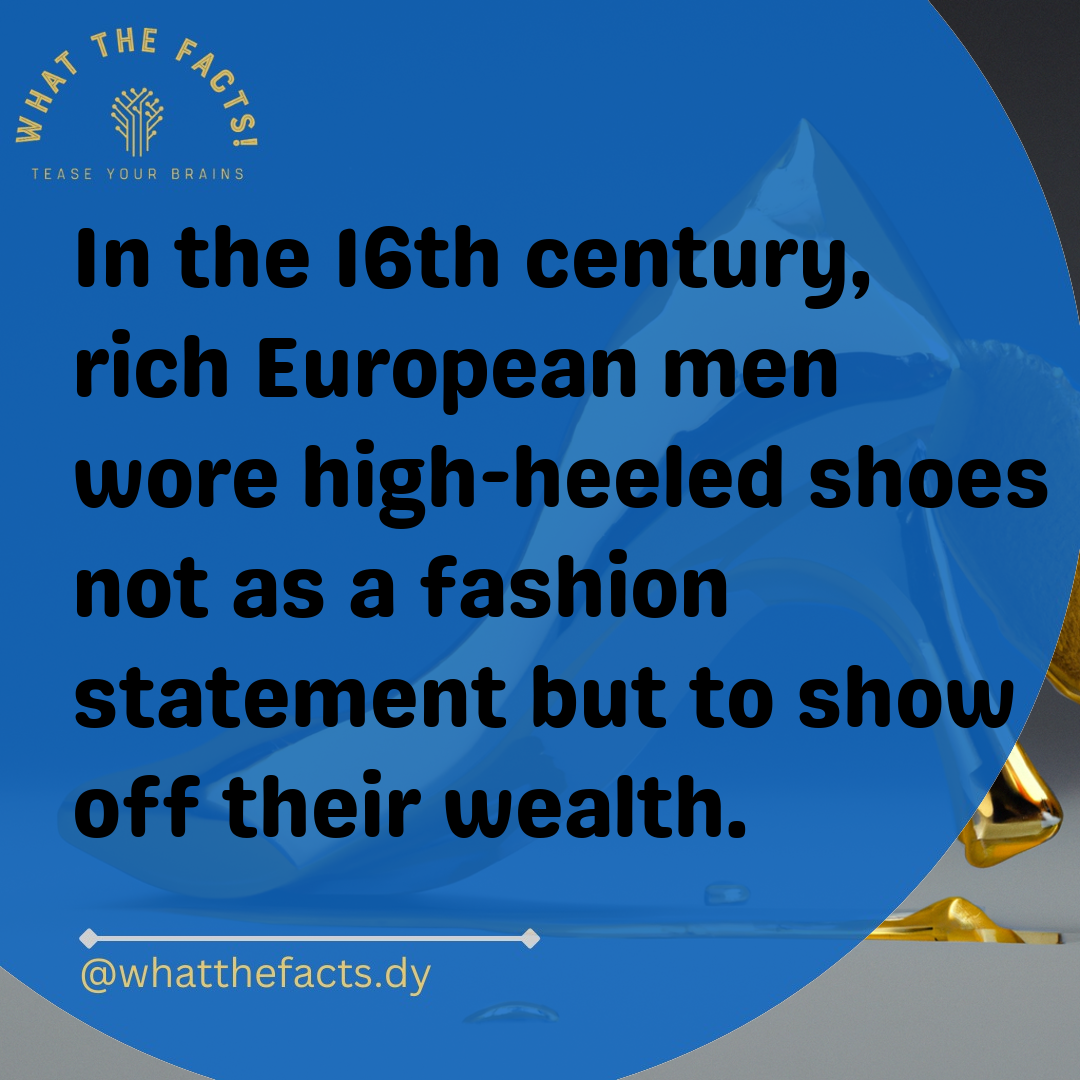 WHAT THE FACTS!
TEASE YOUR BRAINS
In the 16th century,
rich European men
wore high-heeled shoes
not as a fashion
statement but to show
off their wealth.
@whatthefacts.dy